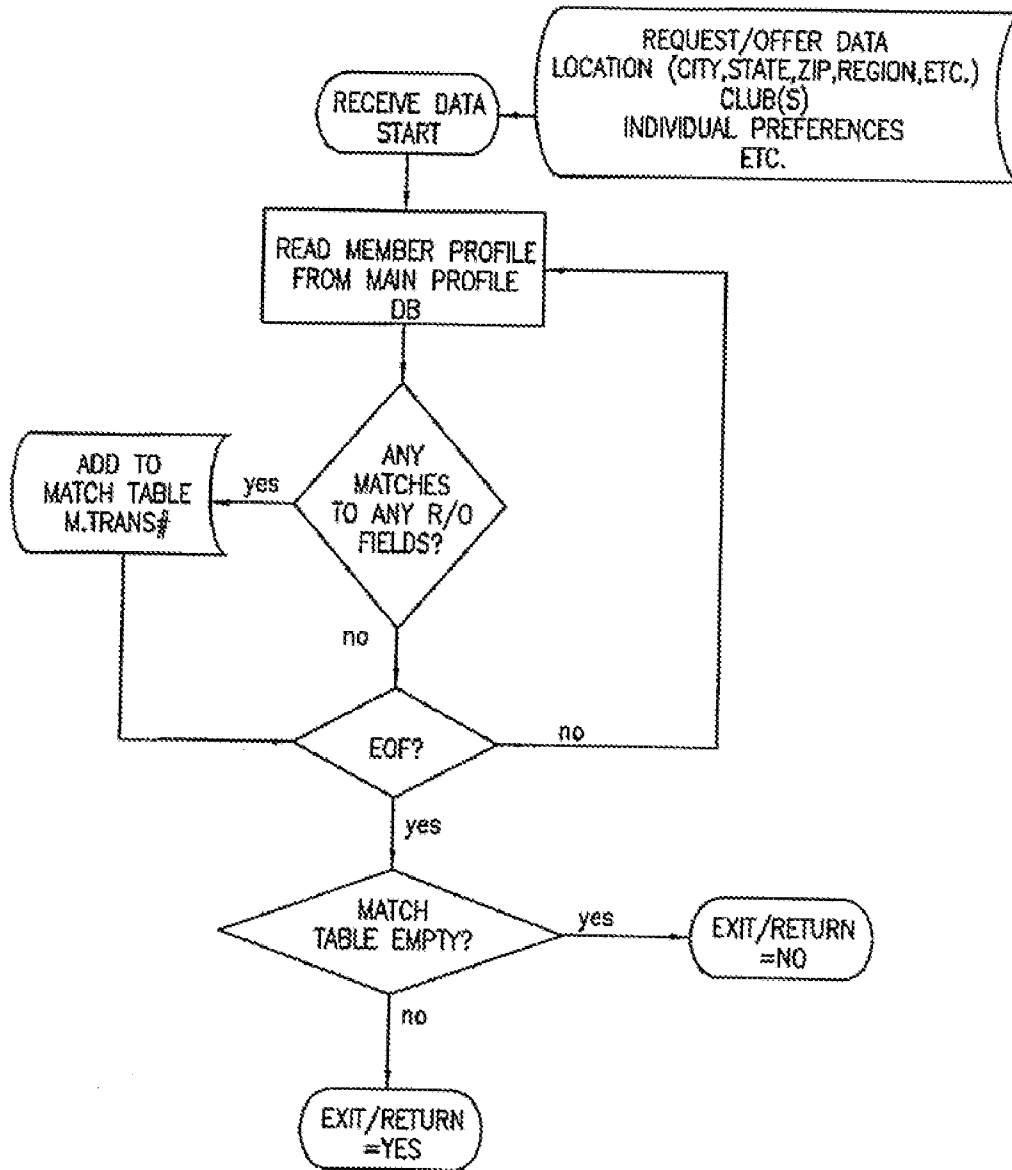 REQUEST/OFFER DATA
LOCATION (CITY,STATE,ZIP,REGION,ETC.)
CLUB(S)
INDIVIDUAL PREFERENCES
ETC.
RECEIVE DATA
START
READ MEMBER PROFILE
FROM MAIN PROFILE
DB
ANY
MATCHES
TO ANY R/O
FIELDS?
yes
ADD TO
MATCH TABLE
M.TRANS#
no
EOF?
no
yes
MATCH
TABLE EMPTY?
yes
EXIT/RETURN
=NO
no
EXIT/RETURN
=YES